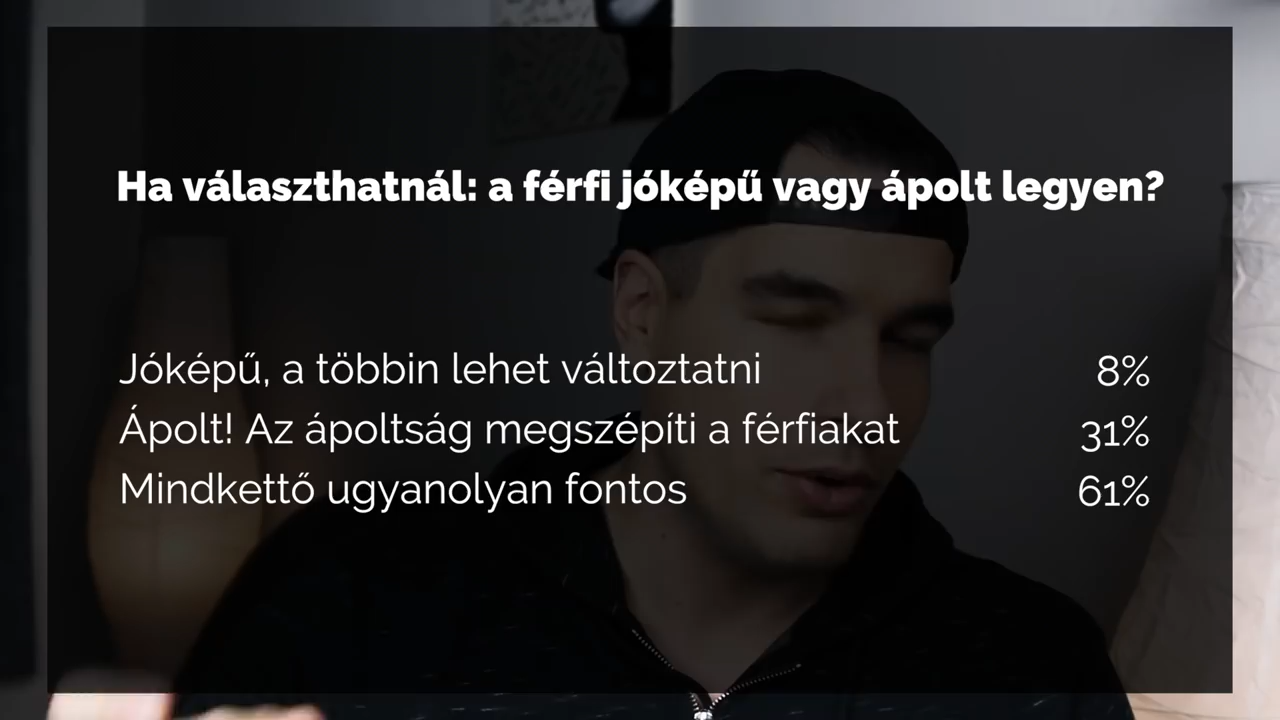 Ha választhatnál: a férfi jóképű vagy ápolt legyen?
Jóképű, a többin lehet változtatni 8%
Ápolt! Az ápoltság megszépíti a férfiakat 31%
Mindkettő ugyanolyan fontos 61%